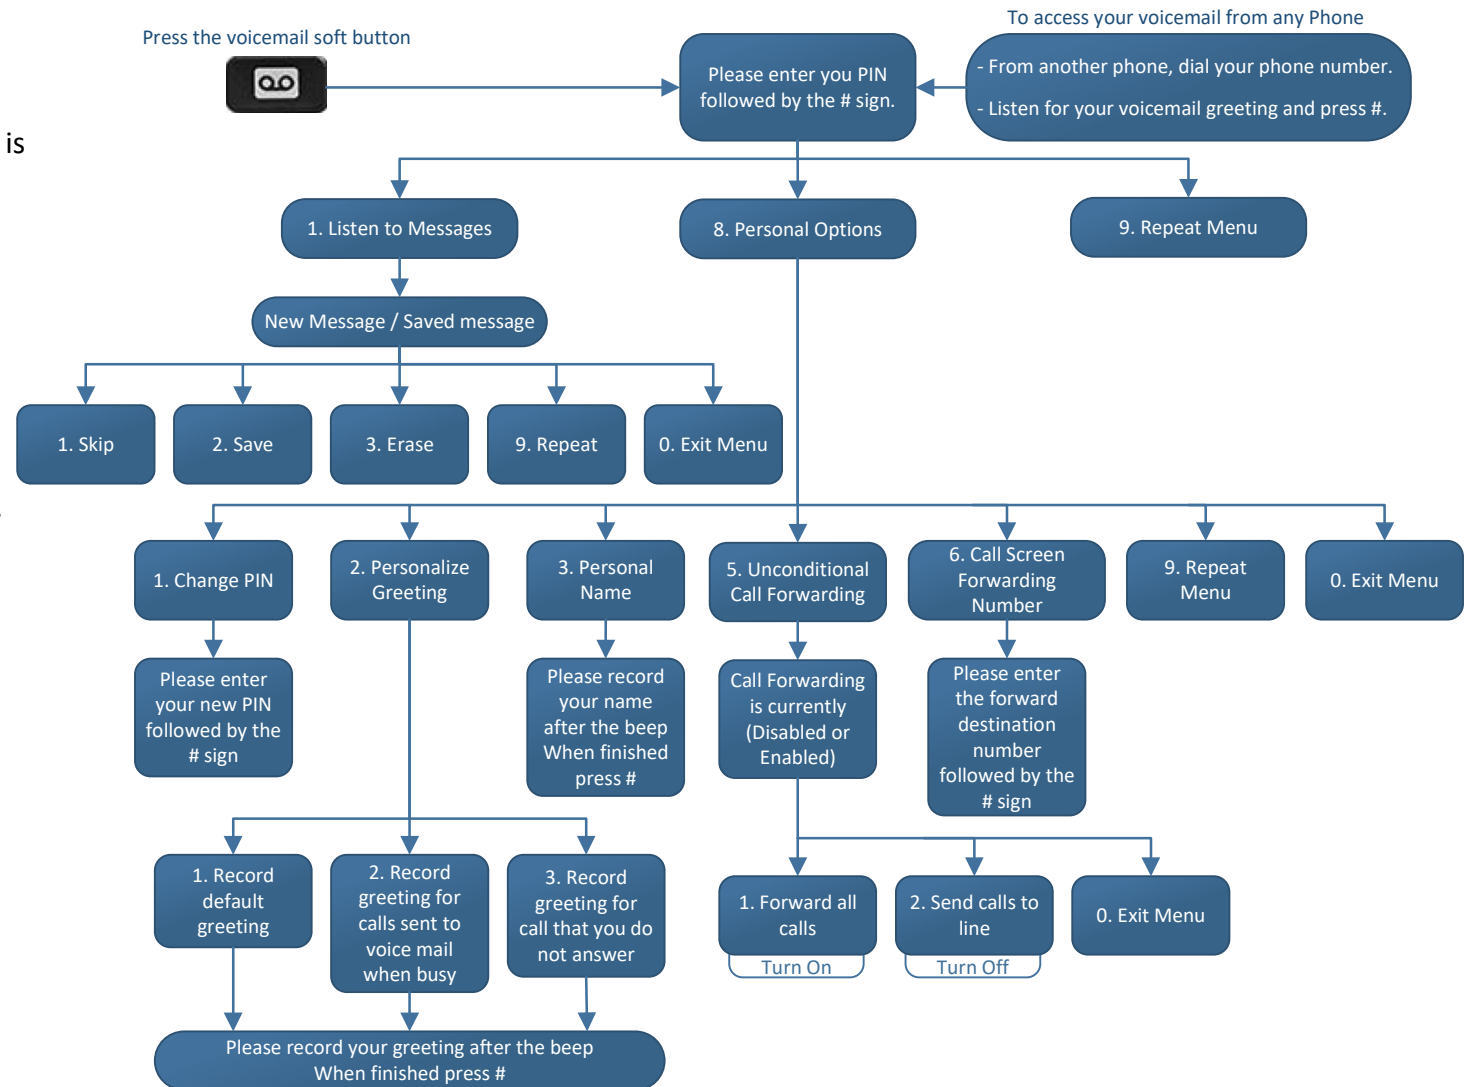 To access your voicemail from any Phone
Press the voicemail soft button
Please enter you PIN
followed by the # sign.
- From another phone, dial your phone number.
- Listen for your voicemail greeting and press #.
is
1. Listen to Messages
8. Personal Options
9. Repeat Menu
New Message / Saved message
1. Skip
2. Save
3. Erase
9. Repeat
0. Exit Menu
1. Change PIN
2. Personalize
Greeting
3. Personal
Name
5. Unconditional
Call Forwarding
6. Call Screen
Forwarding
Number
9. Repeat
Menu
0. Exit Menu
Please enter
your new PIN
followed by the
# sign
Please record
your name
after the beep
When finished
press #
Call Forwarding
is currently
(Disabled or
Enabled)
Please enter
the forward
destination
number
followed by the
# sign
1. Record
default
greeting
2. Record
greeting for
calls sent to
voice mail
when busy
3. Record
greeting for
call that you do
not answer
1. Forward all
calls
Turn On
2. Send calls to
line
Turn Off
0. Exit Menu
Please record your greeting after the beep
When finished press #